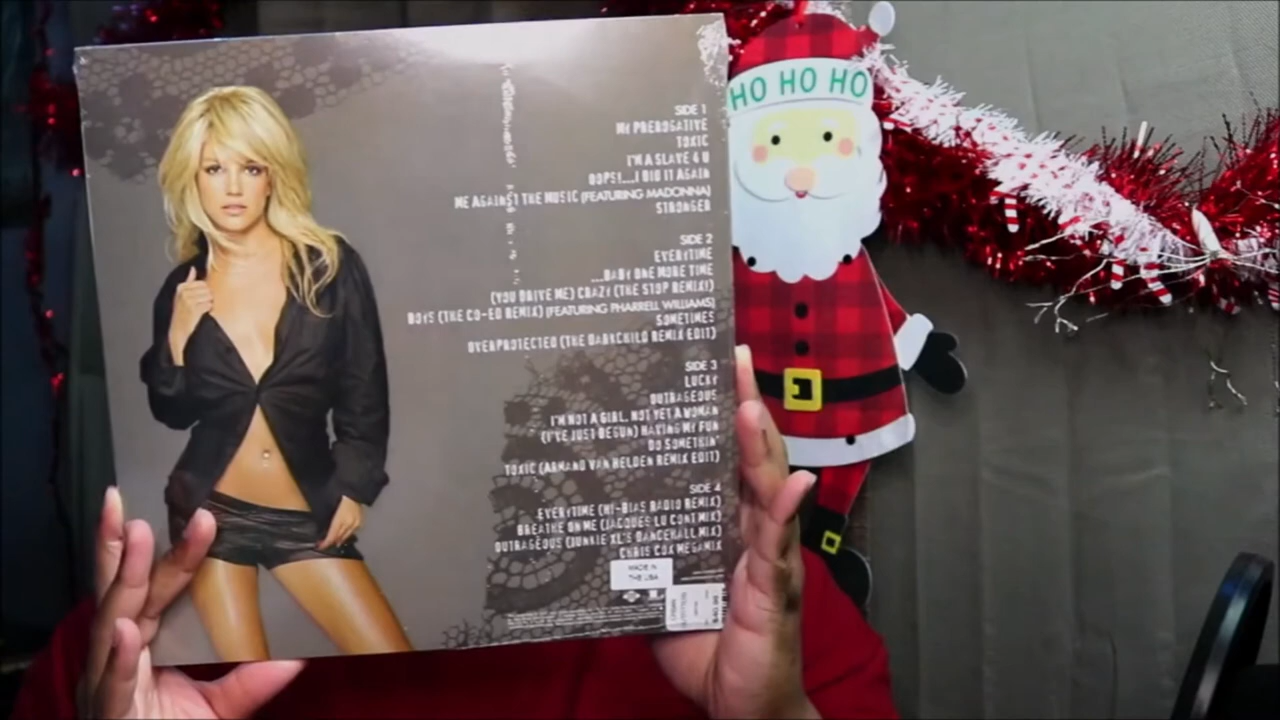 HO HO HO
SIDE 1
MY PREROGATIVE
TOXIC
I'M A SLAVE 4 U
OOPS!...I DID IT AGAIN
ME AGAINST THE MUSIC (FEATURING MADONNA)
STRONGER
SIDE 2
EVERYTIME
...BABY ONE MORE TIME
(YOU DRIVE ME) CRAZY (THE STOP REMIX!)
BOYS (THE CO-ED REMIX) (FEATURING PHARRELL WILLIAMS)
SOMETIMES
OVERPROTECTED (THE DARKCHILD REMIX EDIT)
SIDE 3
LUCKY
OUTRAGEOUS
I'M NOT A GIRL, NOT YET A WOMAN
(I'VE JUST BEGUN) HAVING MY FUN
DO SOMETHIN'
TOXIC (ARMAND VAN HELDEN REMIX EDIT)
SIDE 4
EVERYTIME (HI-BIAS RADIO REMIX)
BREATHE ON ME (JACQUES LU CONT MIX)
OUTRAGEOUS (JUNKIE XL'S DANCEHALL MIX)
CHRIS COX MEGAMIX
MADE IN
THE USA